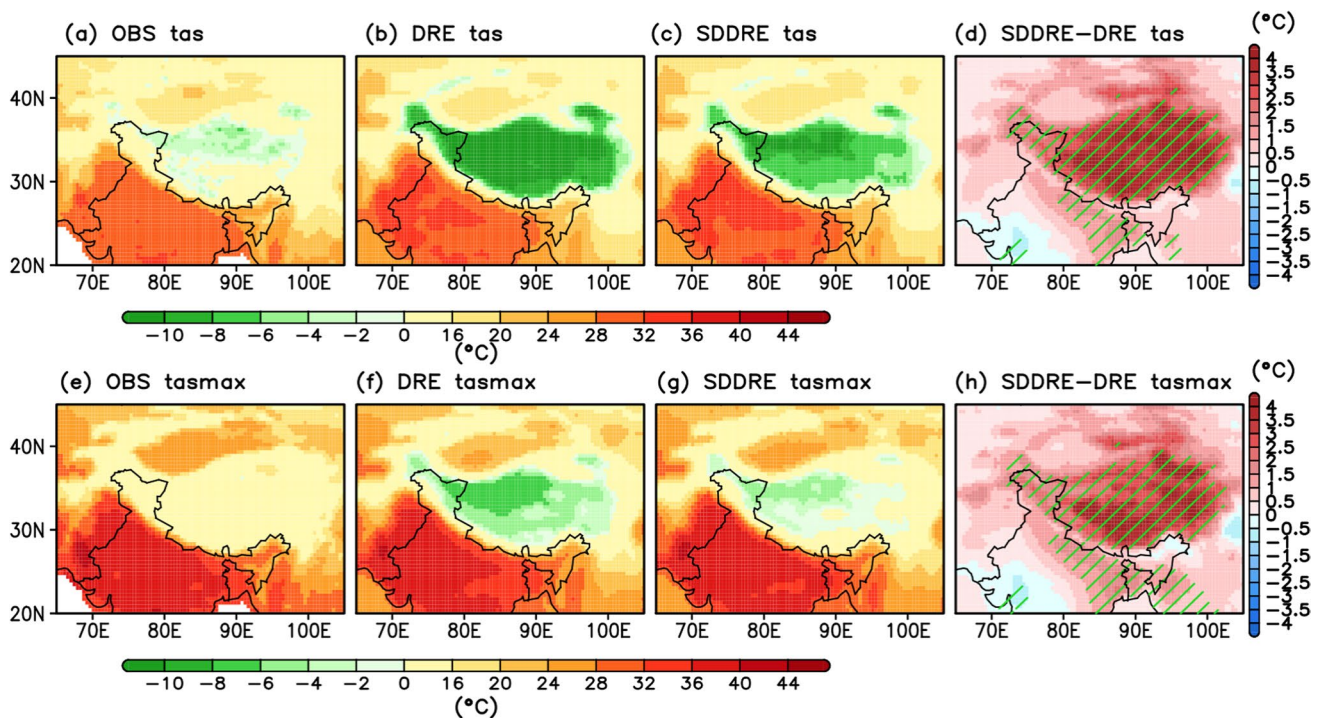 (a) OBS tas (b) DRE tas (c) SDDRE tas (d) SDDRE−DRE tas (°C)
40N 30N 20N
70E 80E 90E 100E 70E 80E 90E 100E 70E 80E 90E 100E 70E 80E 90E 100E
4 3.5 2.5 2 1.5 1 0.5 0 −0.5 −1 −1.5 −2 −2.5 −3 −3.5 −4
−10 −8 −6 −4 −2 0 16 20 28 32 36 40 44
(°C)
(e) OBS tasmax (f) DRE tasmax (g) SDDRE tasmax (h) SDDRE−DRE tasmax (°C)
40N 30N 20N
70E 80E 90E 100E 70E 80E 90E 100E 70E 80E 90E 100E 70E 80E 90E 100E
4 3.5 2.5 2 1.5 1 0.5 0 −0.5 −1 −1.5 −2 −2.5 −3 −3.5 −4
−10 −8 −6 −4 −2 0 16 20 24 28 32 36 40 44
(°C)